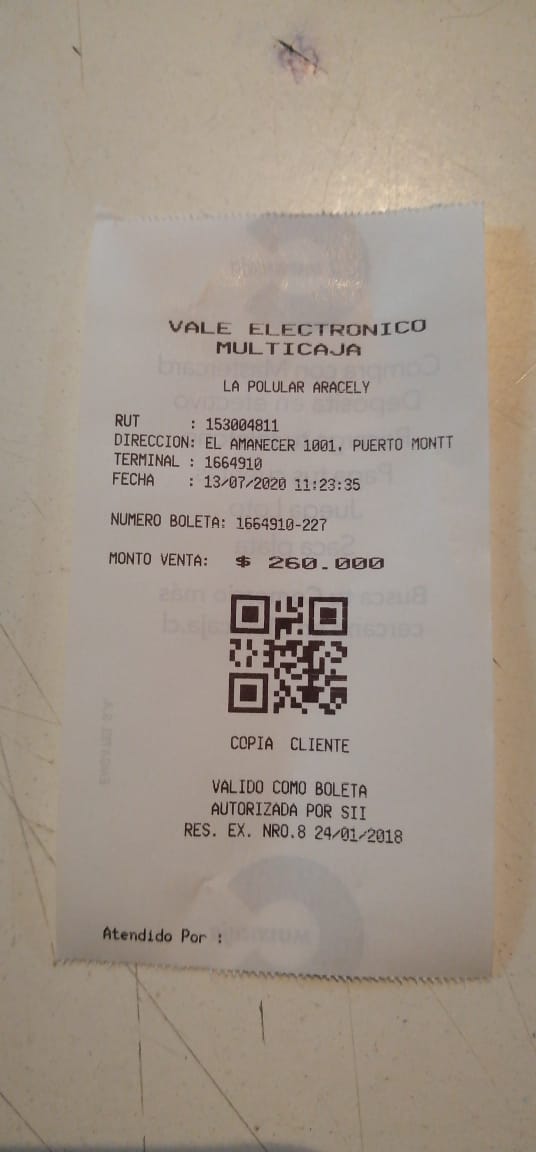 VALE ELECTRONICO
MULTICAJA
LA POLULAR ARACELY
RUT : 153004811
DIRECCION: EL AMANECER 1001, PUERTO MONTT
TERMINAL : 1664910
FECHA : 13/07/2020 11:23:35
NUMERO BOLETA: 1664910-227
MONTO VENTA: $ 260.000
COPIA CLIENTE
VALIDO COMO BOLETA
AUTORIZADA POR SII
RES. EX. NRO.8 24/01/2018
Atendido Por :